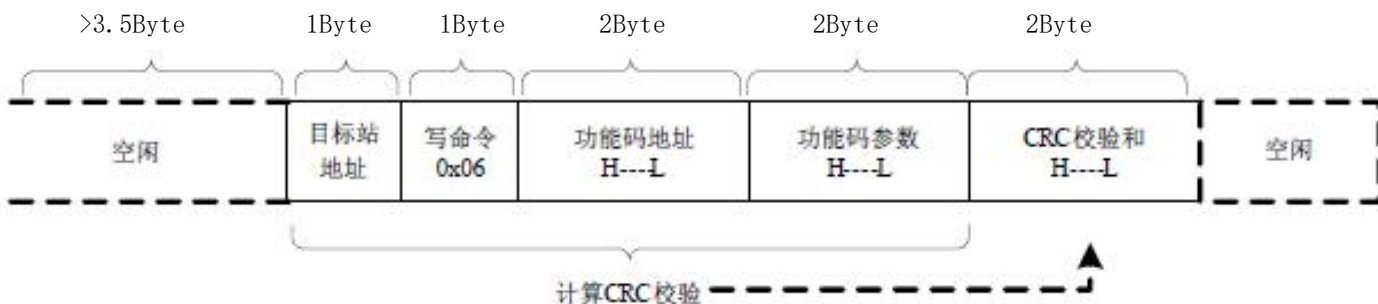 >3.5Byte 1Byte 1Byte 2Byte 2Byte 2Byte
空闲
目标站
地址
写命令
0x06
功能码地址
H----L
功能码参数
H----L
CRC校验和
H----L
空闲
计算CRC校验